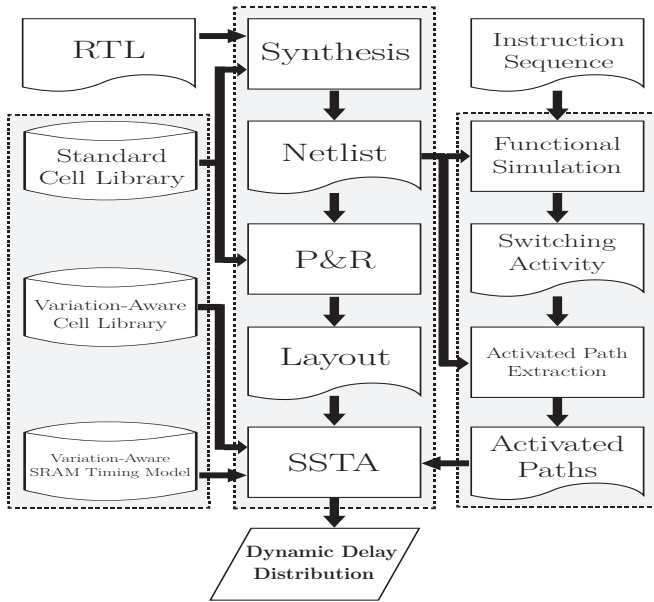 RTL
Synthesis
Instruction
Sequence
Standard
Cell Library
Netlist
Functional
Simulation
P&R
Switching
Activity
Variation-Aware
Cell Library
Layout
Activated Path
Extraction
Variation-Aware
SRAM Timing Model
SSTA
Activated
Paths
Dynamic Delay
Distribution